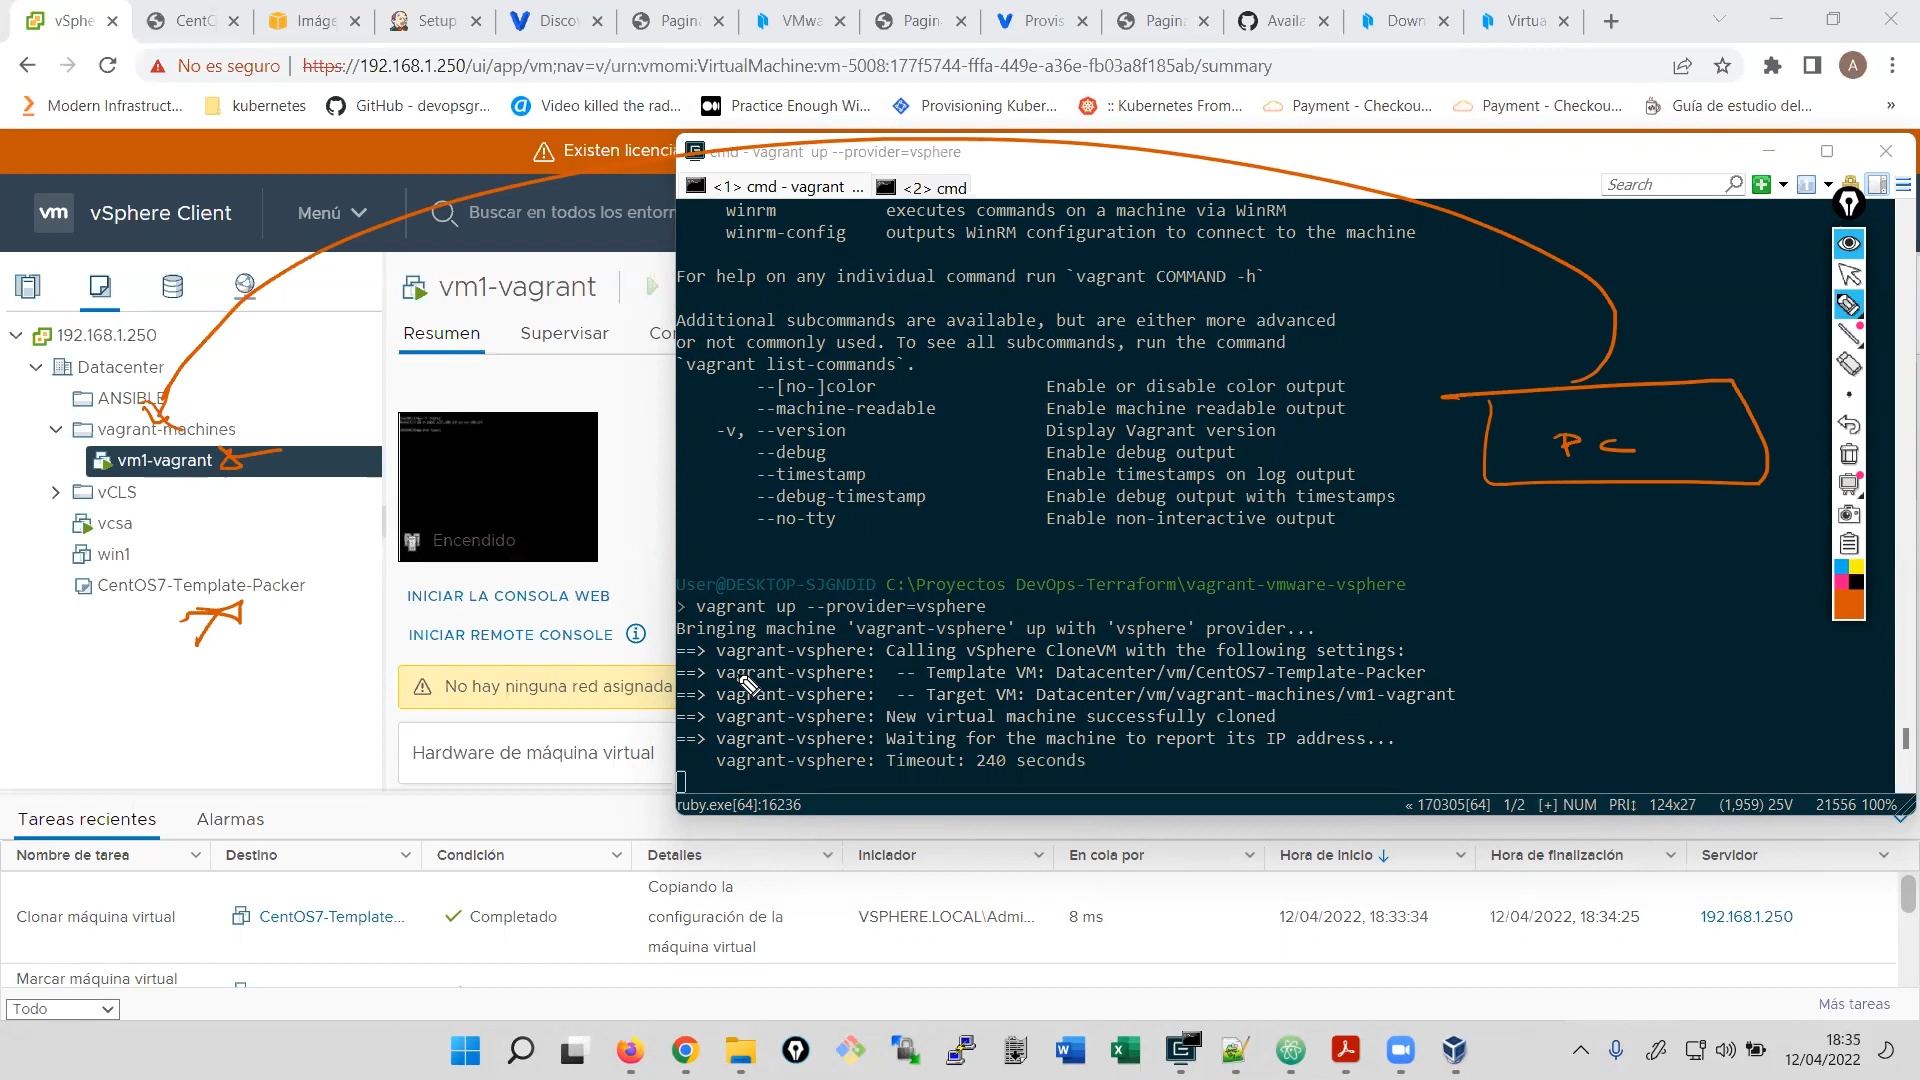 vSphe
CentC
Imáge
Setup
Disco
Pagina
VMwa
Pagin
Provis
Pagina
Availa
Down
Virtua
No es seguro | https://192.168.1.250/ui/app/vm;nav=v/urn:vmomi:VirtualMachine:vm-5008:177f5744-fffa-449e-a36e-fb03a8f185ab/summary
A
Modern Infrastruct...
kubernetes
GitHub - devopsgr...
Video killed the rad...
Practice Enough Wi...
Provisioning Kuber...
:: Kubernetes From...
Payment - Checkou...
Payment - Checkou...
Guía de estudio del...
»
Existen licencia
vm vSphere Client
Menú
Buscar en todos los entorn
192.168.1.250
Datacenter
ANSIBLE
vagrant-machines
vm1-vagrant
vCLS
vcsa
win1
CentOS7-Template-Packer
vm1-vagrant
Resumen
Supervisar
Co
Encendido
INICIAR LA CONSOLA WEB
INICIAR REMOTE CONSOLE
No hay ninguna red asignada
Hardware de máquina virtual
cmd - vagrant up --provider=vsphere
<1> cmd - vagrant ...
<2> cmd
Search
winrm executes commands on a machine via WinRM
winrm-config outputs WinRM configuration to connect to the machine
For help on any individual command run `vagrant COMMAND -h`
Additional subcommands are available, but are either more advanced
or not commonly used. To see all subcommands, run the command
`vagrant list-commands`.
--[no-]color Enable or disable color output
--machine-readable Enable machine readable output
-v, --version Display Vagrant version
--debug Enable debug output
--timestamp Enable timestamps on log output
--debug-timestamp Enable debug output with timestamps
--no-tty Enable non-interactive output
PC
User@DESKTOP-SJGNDID C:\Proyectos DevOps-Terraform\vagrant-vmware-vsphere
> vagrant up --provider=vsphere
Bringing machine 'vagrant-vsphere' up with 'vsphere' provider...
==> vagrant-vsphere: Calling vSphere CloneVM with the following settings:
==> vagrant-vsphere: -- Template VM: Datacenter/vm/CentOS7-Template-Packer
==> vagrant-vsphere: -- Target VM: Datacenter/vm/vagrant-machines/vm1-vagrant
==> vagrant-vsphere: New virtual machine successfully cloned
==> vagrant-vsphere: Waiting for the machine to report its IP address...
vagrant-vsphere: Timeout: 240 seconds
ruby.exe[64]:16236
« 170305[64] 1/2 [+] NUM PRI↕ 124x27 (1,959) 25V 21556 100%
Tareas recientes
Alarmas
Nombre de tarea
Destino
Condición
Detalles
Iniciador
En cola por
Hora de inicio ↓
Hora de finalización
Servidor
Clonar máquina virtual
CentOS7-Template...
Completado
Copiando la
configuración de la
máquina virtual
VSPHERE.LOCAL\Admi...
8 ms
12/04/2022, 18:33:34
12/04/2022, 18:34:25
192.168.1.250
Marcar máquina virtual
Todo
Más tareas
18:35
12/04/2022